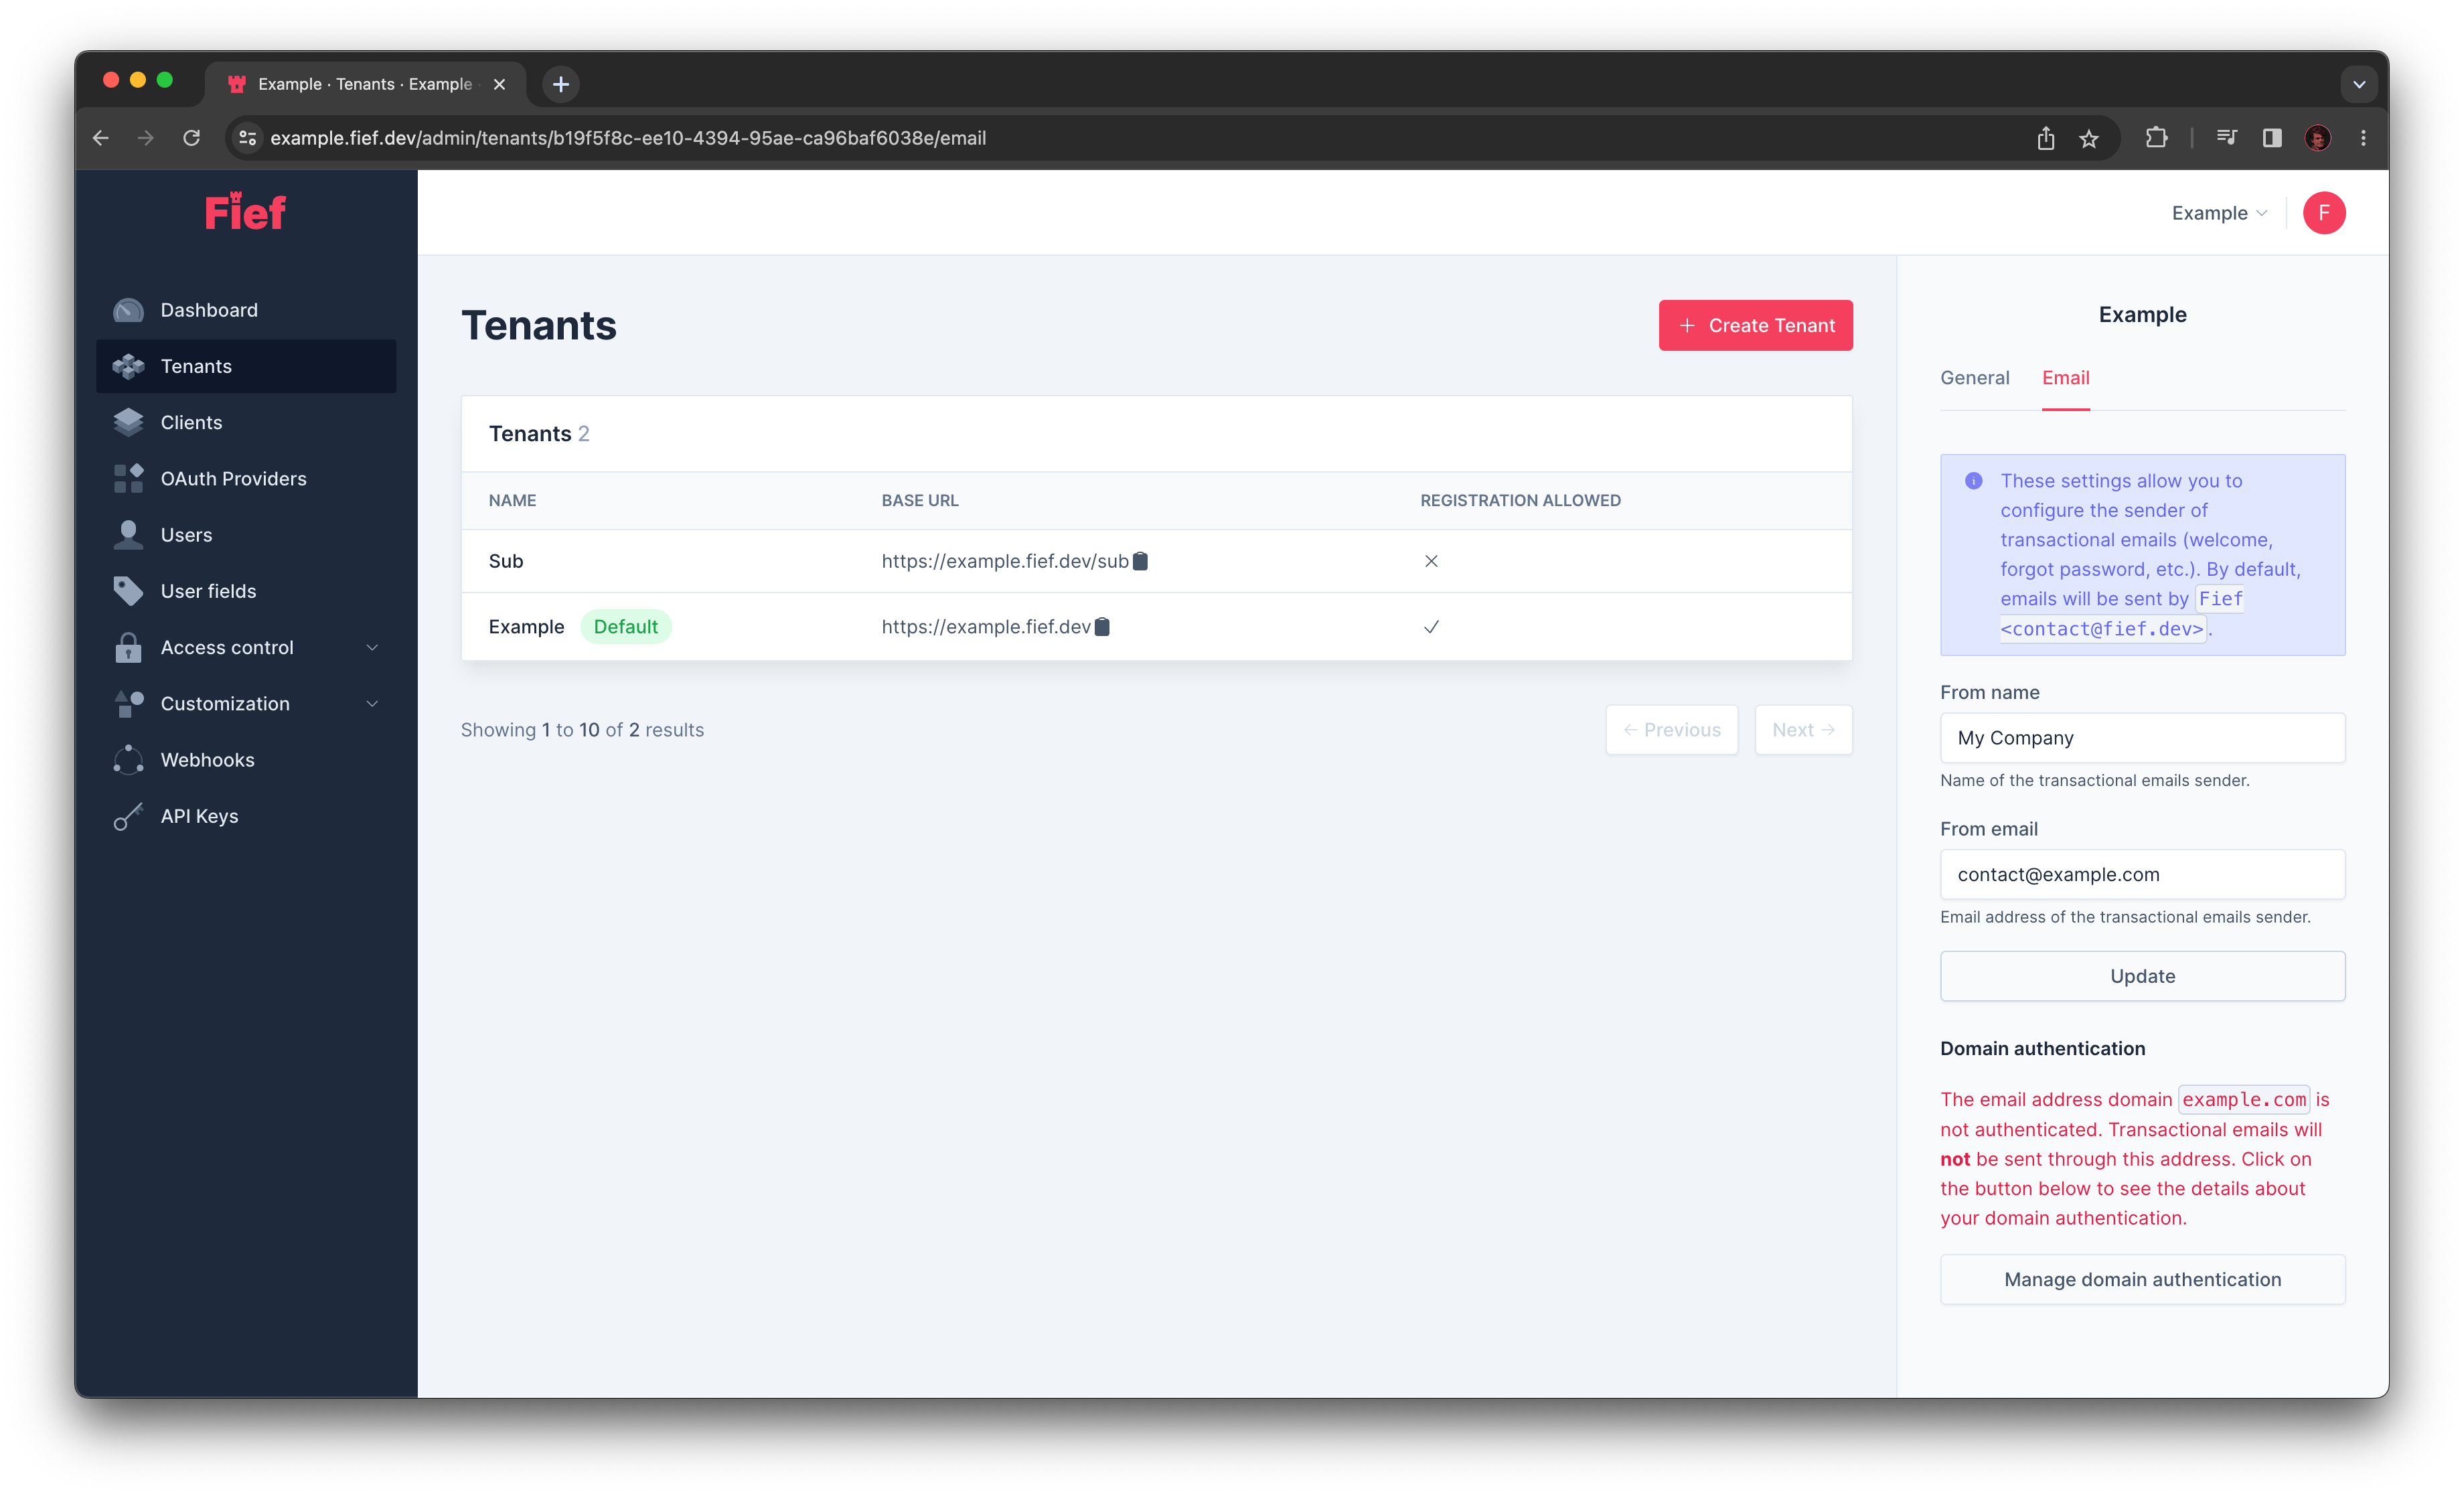 Example · Tenants · Example
example.fief.dev/admin/tenants/b19f5f8c-ee10-4394-95ae-ca96baf6038e/email
Fief
Example
F
Dashboard
Tenants
Clients
OAuth Providers
Users
User fields
Access control
Customization
Webhooks
API Keys
Tenants
Create Tenant
Tenants 2
NAME BASE URL REGISTRATION ALLOWED
Sub https://example.fief.dev/sub
Example Default https://example.fief.dev
Showing 1 to 10 of 2 results
← Previous Next →
Example
General Email
These settings allow you to
configure the sender of
transactional emails (welcome,
forgot password, etc.). By default,
emails will be sent by Fief
<contact@fief.dev>.
From name
My Company
Name of the transactional emails sender.
From email
contact@example.com
Email address of the transactional emails sender.
Update
Domain authentication
The email address domain example.com is
not authenticated. Transactional emails will
not be sent through this address. Click on
the button below to see the details about
your domain authentication.
Manage domain authentication